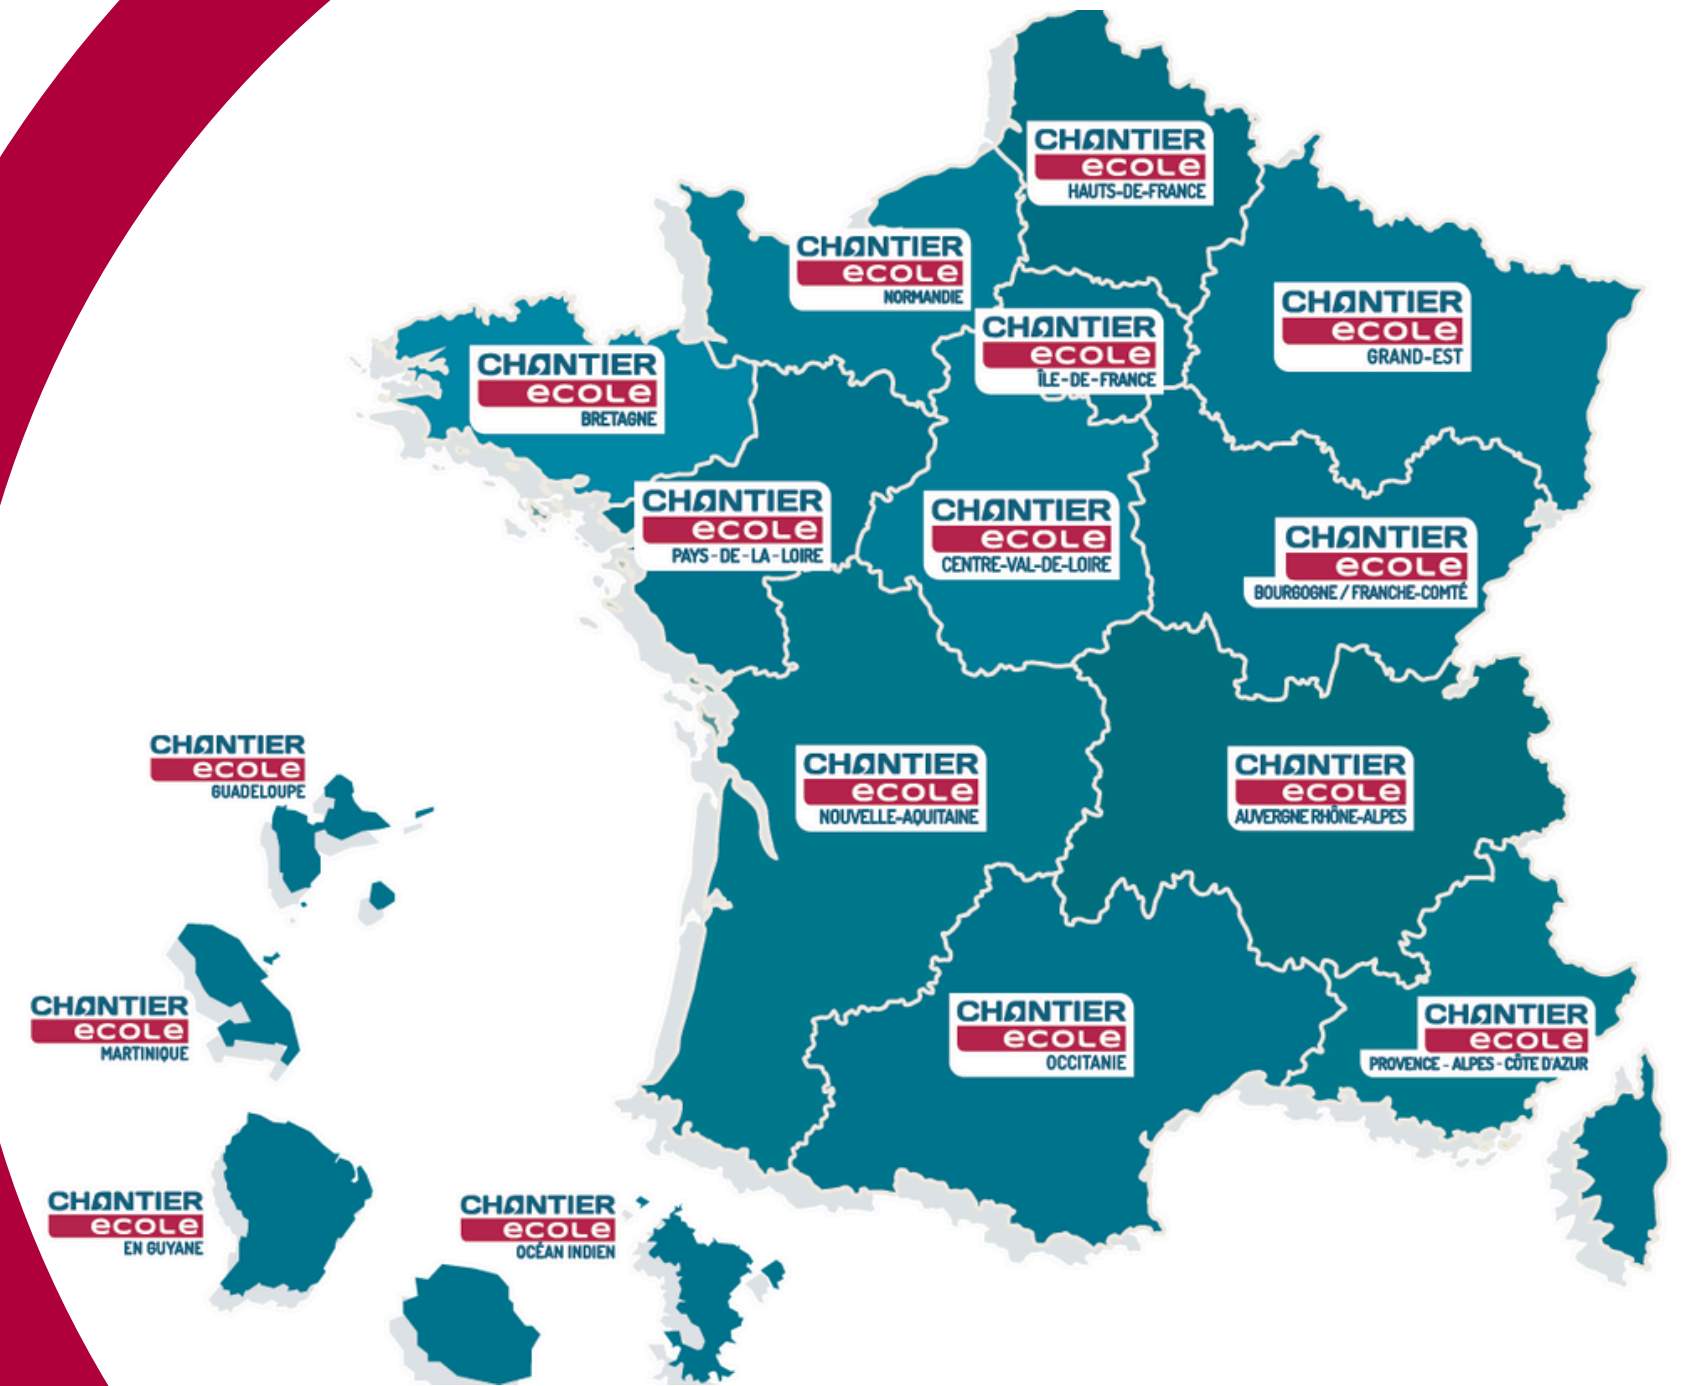 CHANTIER
ecole
HAUTS-DE-FRANCE
CHANTIER
ecole
NORMANDIE
CHANTIER
ecole
GRAND-EST
CHANTIER
ecole
ÎLE-DE-FRANCE
CHANTIER
ecole
BRETAGNE
CHANTIER
ecole
PAYS-DE-LA-LOIRE
CHANTIER
ecole
CENTRE-VAL-DE-LOIRE
CHANTIER
ecole
BOURGOGNE / FRANCHE-COMTÉ
CHANTIER
ecole
GUADELOUPE
CHANTIER
ecole
NOUVELLE-AQUITAINE
CHANTIER
ecole
AUVERGNE RHÔNE-ALPES
CHANTIER
ecole
MARTINIQUE
CHANTIER
ecole
OCCITANIE
CHANTIER
ecole
PROVENCE - ALPES - CÔTE D'AZUR
CHANTIER
ecole
EN GUYANE
CHANTIER
ecole
OCÉAN INDIEN